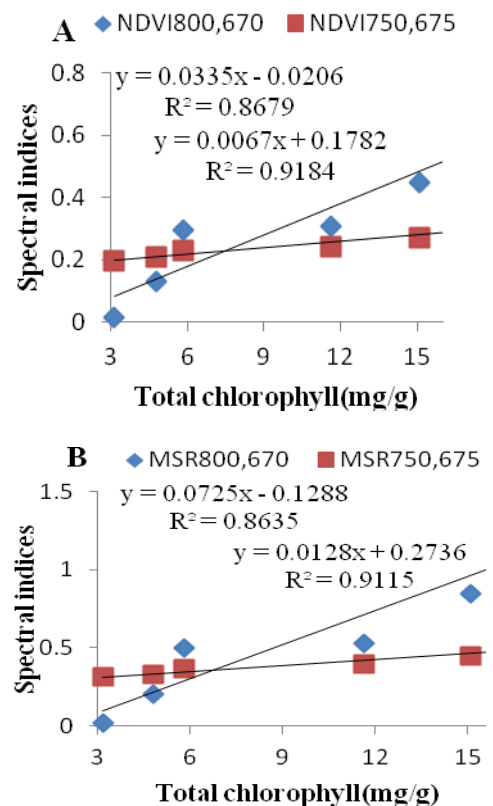 A
NDVI800,670 NDVI750,675
y = 0.0335x - 0.0206
R² = 0.8679
y = 0.0067x + 0.1782
R² = 0.9184
Spectral indices
0.8
0.6
0.4
0.2
0
3 6 9 12 15
Total chlorophyll(mg/g)
B
MSR800,670 MSR750,675
y = 0.0725x - 0.1288
R² = 0.8635
y = 0.0128x + 0.2736
R² = 0.9115
Spectral indices
1.5
1
0.5
0
3 6 9 12 15
Total chlorophyll(mg/g)